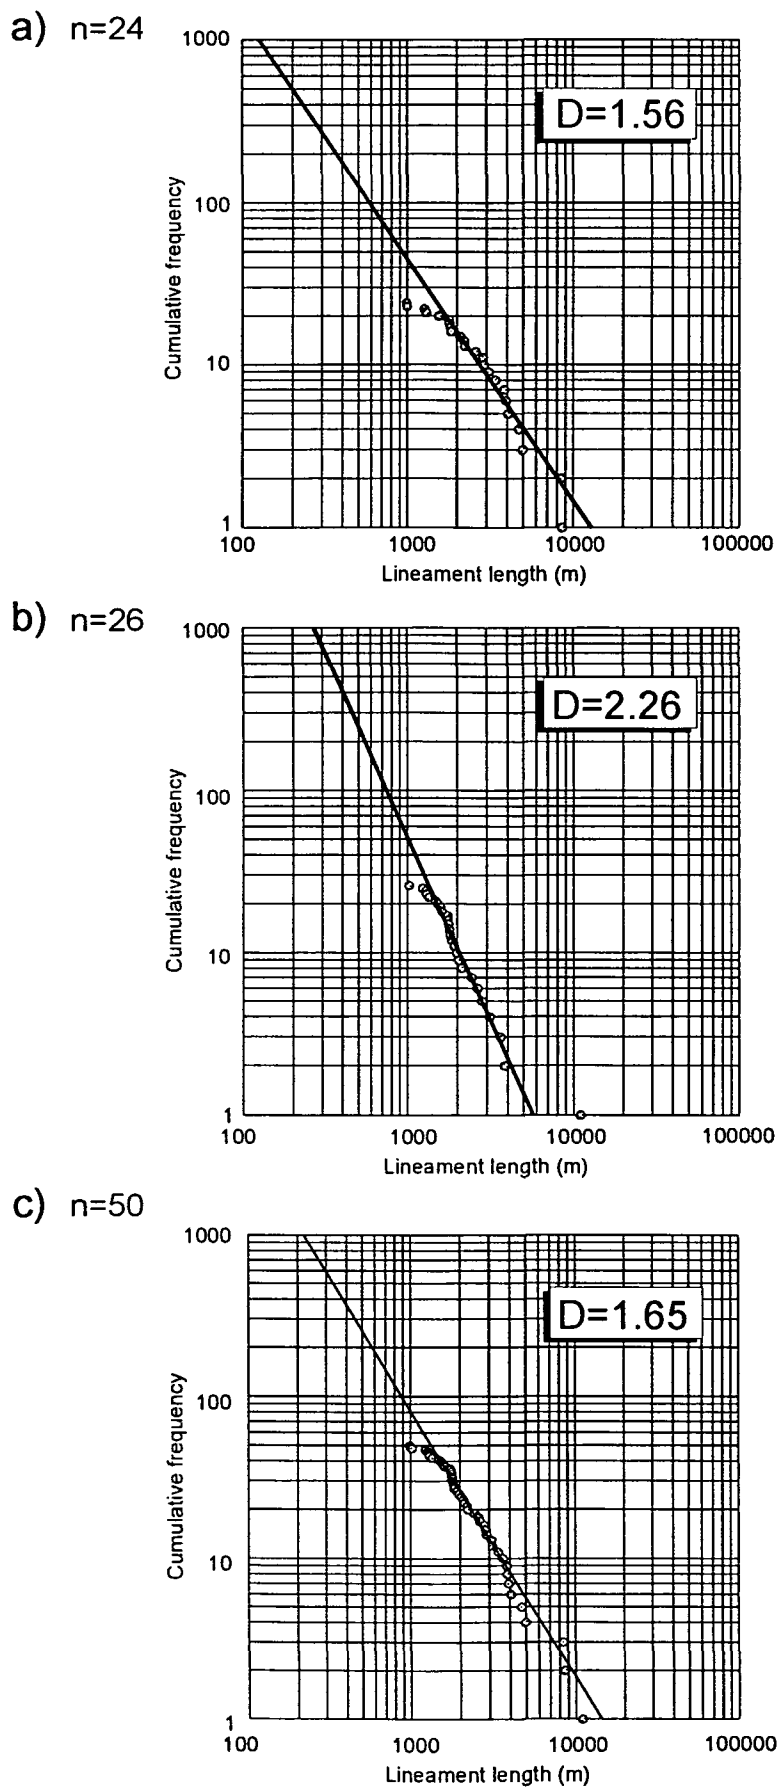 a) n=24
1000
D=1.56
100
Cumulative frequency
10
1
100 1000 10000 100000
Lineament length (m)
b) n=26
1000
D=2.26
100
Cumulative frequency
10
1
100 1000 10000 100000
Lineament length (m)
c) n=50
1000
D=1.65
100
Cumulative frequency
10
1
100 1000 10000 100000
Lineament length (m)